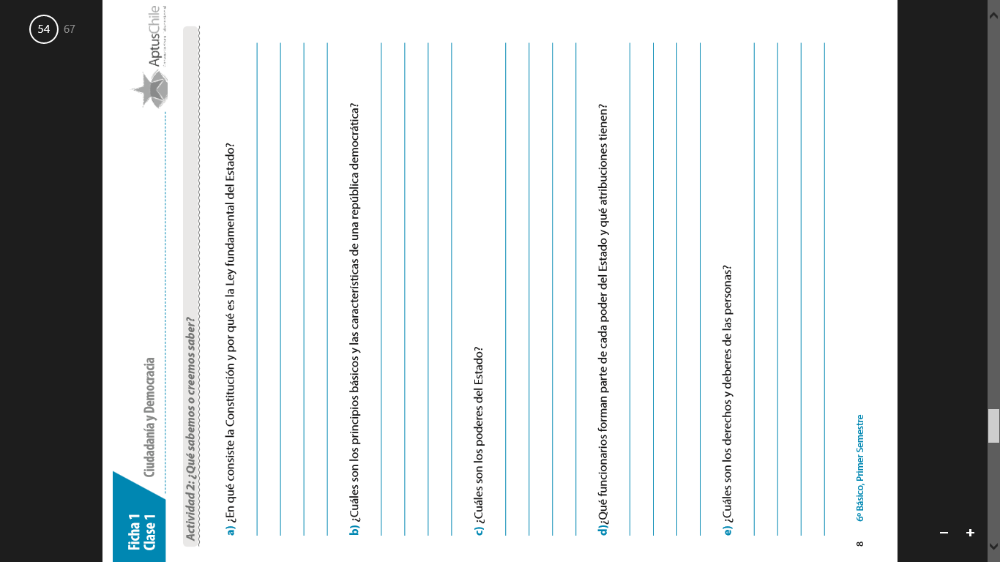 54 67
Ficha 1
Clase 1
Ciudadanía y Democracia
AptusChile
Actividad 2: ¿Qué sabemos o creemos saber?
a) ¿En qué consiste la Constitución y por qué es la Ley fundamental del Estado?
b) ¿Cuáles son los principios básicos y las características de una república democrática?
c) ¿Cuáles son los poderes del Estado?
d)¿Qué funcionarios forman parte de cada poder del Estado y qué atribuciones tienen?
e) ¿Cuáles son los derechos y deberes de las personas?
8 6º Básico, Primer Semestre